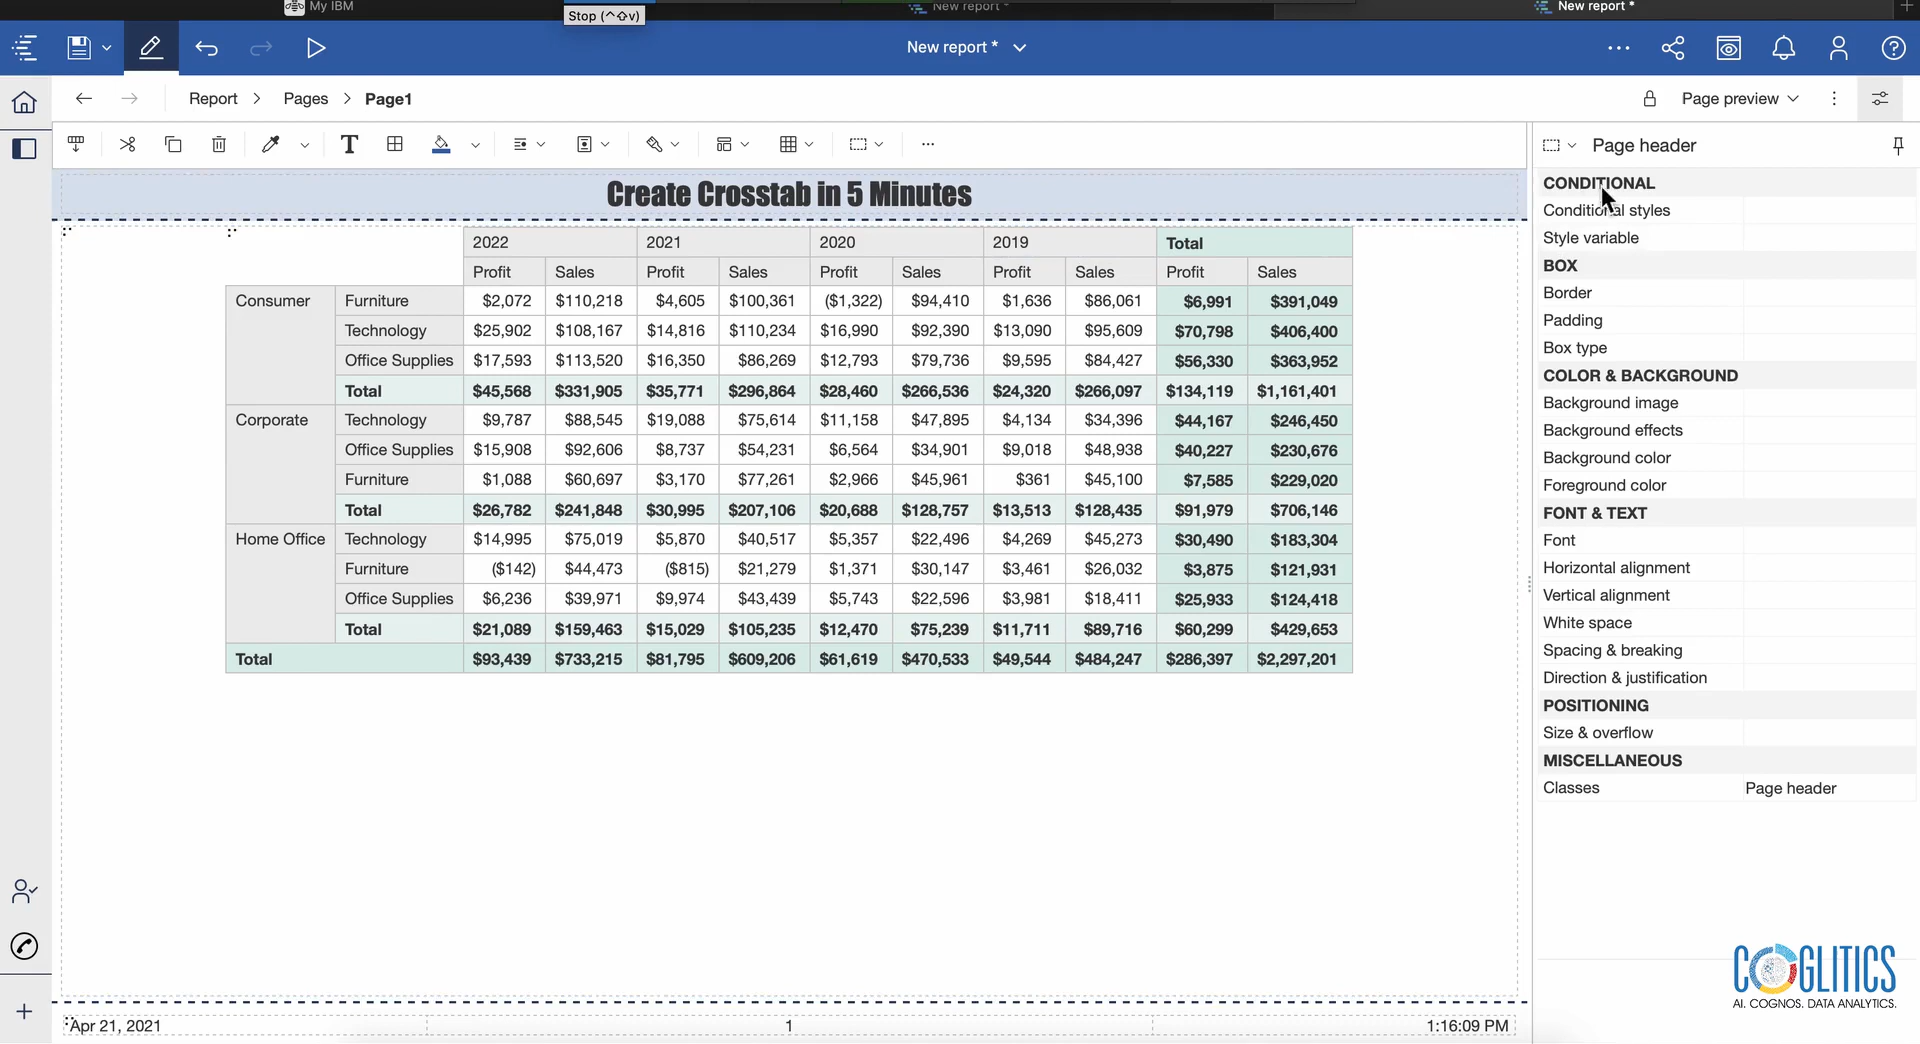 My IBM
New report *
New report *
Stop (^⇧v)
New report *
Report > Pages > Page1
Page preview
Page header
Create Crosstab in 5 Minutes
2022 2021 2020 2019 Total
Profit Sales Profit Sales Profit Sales Profit Sales Profit Sales
Consumer Furniture $2,072 $110,218 $4,605 $100,361 ($1,322) $94,410 $1,636 $86,061 $6,991 $391,049
Technology $25,902 $108,167 $14,816 $110,234 $16,990 $92,390 $13,090 $95,609 $70,798 $406,400
Office Supplies $17,593 $113,520 $16,350 $86,269 $12,793 $79,736 $9,595 $84,427 $56,330 $363,952
Total $45,568 $331,905 $35,771 $296,864 $28,460 $266,536 $24,320 $266,097 $134,119 $1,161,401
Corporate Technology $9,787 $88,545 $19,088 $75,614 $11,158 $47,895 $4,134 $34,396 $44,167 $246,450
Office Supplies $15,908 $92,606 $8,737 $54,231 $6,564 $34,901 $9,018 $48,938 $40,227 $230,676
Furniture $1,088 $60,697 $3,170 $77,261 $2,966 $45,961 $361 $45,100 $7,585 $229,020
Total $26,782 $241,848 $30,995 $207,106 $20,688 $128,757 $13,513 $128,435 $91,979 $706,146
Home Office Technology $14,995 $75,019 $5,870 $40,517 $5,357 $22,496 $4,269 $45,273 $30,490 $183,304
Furniture ($142) $44,473 ($815) $21,279 $1,371 $30,147 $3,461 $26,032 $3,875 $121,931
Office Supplies $6,236 $39,971 $9,974 $43,439 $5,743 $22,596 $3,981 $18,411 $25,933 $124,418
Total $21,089 $159,463 $15,029 $105,235 $12,470 $75,239 $11,711 $89,716 $60,299 $429,653
Total $93,439 $733,215 $81,795 $609,206 $61,619 $470,533 $49,544 $484,247 $286,397 $2,297,201
Apr 21, 2021 1 1:16:09 PM
CONDITIONAL
Conditional styles
Style variable
BOX
Border
Padding
Box type
COLOR & BACKGROUND
Background image
Background effects
Background color
Foreground color
FONT & TEXT
Font
Horizontal alignment
Vertical alignment
White space
Spacing & breaking
Direction & justification
POSITIONING
Size & overflow
MISCELLANEOUS
Classes Page header
COGLITICS
AI. COGNOS. DATA ANALYTICS.